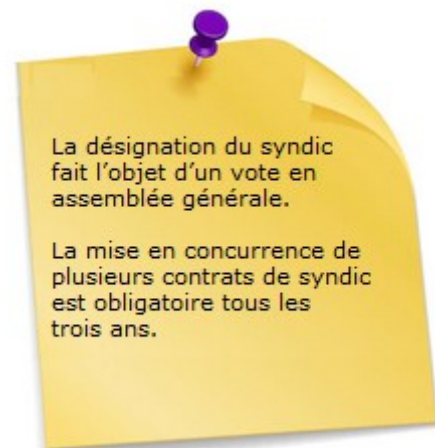 La désignation du syndic
fait l’objet d’un vote en
assemblée générale.
La mise en concurrence de
plusieurs contrats de syndic
est obligatoire tous les
trois ans.